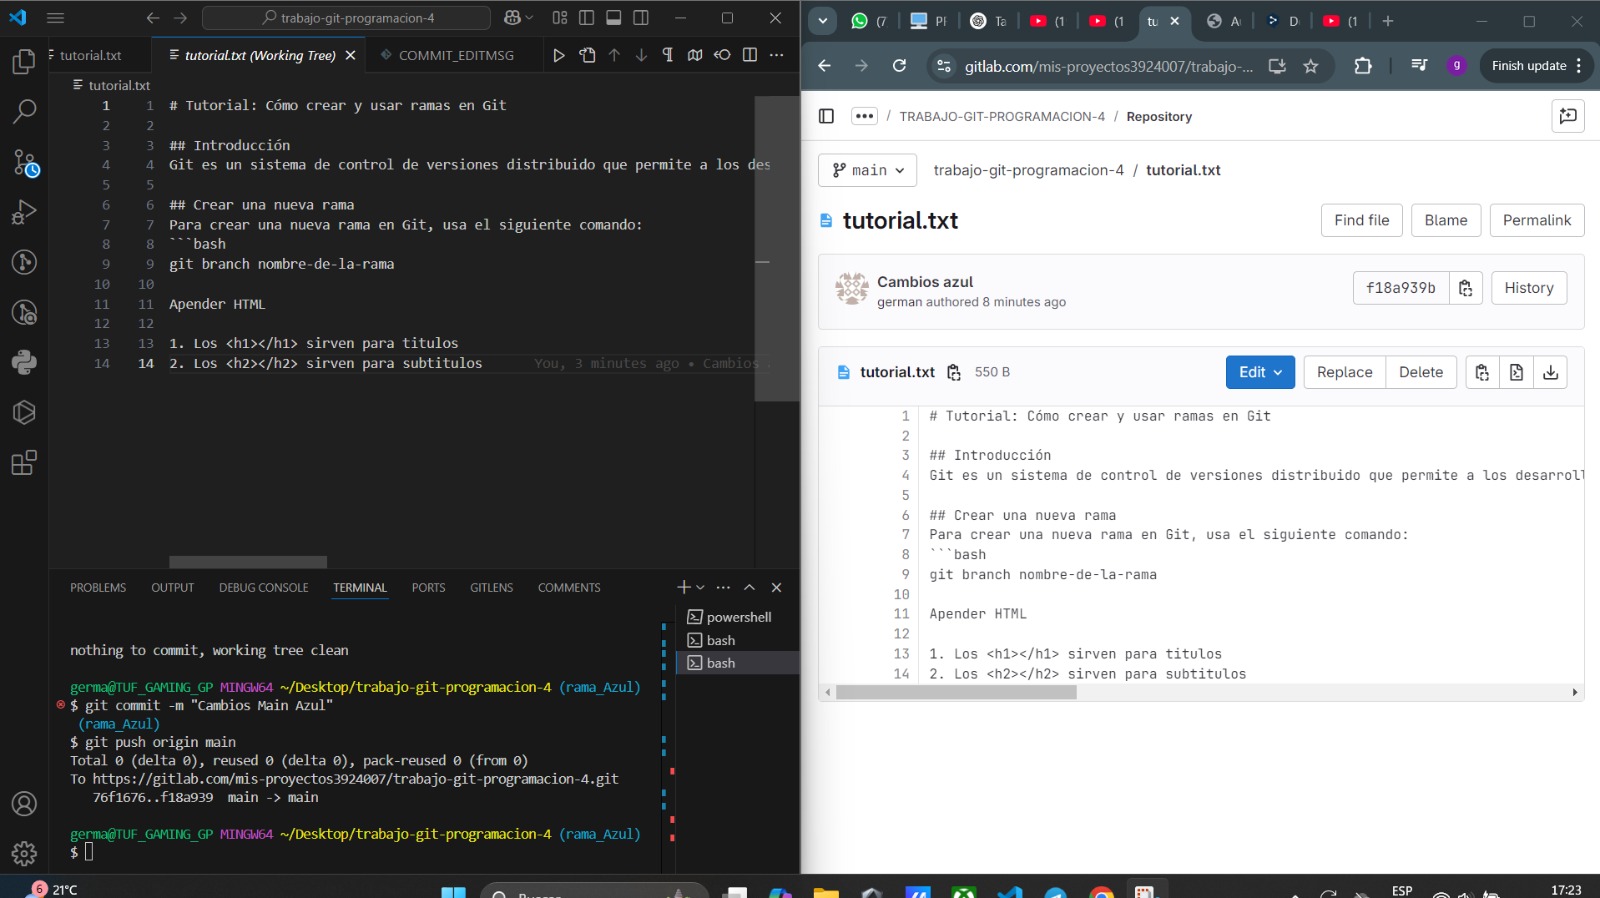 trabajo-git-programacion-4
tutorial.txt
tutorial.txt (Working Tree)
COMMIT_EDITMSG
tutorial.txt
1 1 # Tutorial: Cómo crear y usar ramas en Git
2 2
3 3 ## Introducción
4 4 Git es un sistema de control de versiones distribuido que permite a los des
5 5
6 6 ## Crear una nueva rama
7 7 Para crear una nueva rama en Git, usa el siguiente comando:
8 8 ```bash
9 9 git branch nombre-de-la-rama
10 10
11 11 Apender HTML
12 12
13 13 1. Los <h1></h1> sirven para titulos
14 14 2. Los <h2></h2> sirven para subtitulos You, 3 minutes ago • Cambios
PROBLEMS OUTPUT DEBUG CONSOLE TERMINAL PORTS GITLENS COMMENTS
powershell
bash
bash
nothing to commit, working tree clean
germa@TUF_GAMING_GP MINGW64 ~/Desktop/trabajo-git-programacion-4 (rama_Azul)
$ git commit -m "Cambios Main Azul"
(rama_Azul)
$ git push origin main
Total 0 (delta 0), reused 0 (delta 0), pack-reused 0 (from 0)
To https://gitlab.com/mis-proyectos3924007/trabajo-git-programacion-4.git
76f1676..f18a939 main -> main
germa@TUF_GAMING_GP MINGW64 ~/Desktop/trabajo-git-programacion-4 (rama_Azul)
$
(7 (1 (1 tu D (1
gitlab.com/mis-proyectos3924007/trabajo-...
g
Finish update
/ TRABAJO-GIT-PROGRAMACION-4 / Repository
main
trabajo-git-programacion-4 / tutorial.txt
tutorial.txt
Find file Blame Permalink
Cambios azul
german authored 8 minutes ago
f18a939b
History
tutorial.txt 550 B
Edit Replace Delete
1 # Tutorial: Cómo crear y usar ramas en Git
2
3 ## Introducción
4 Git es un sistema de control de versiones distribuido que permite a los desarrol
5
6 ## Crear una nueva rama
7 Para crear una nueva rama en Git, usa el siguiente comando:
8 ```bash
9 git branch nombre-de-la-rama
10
11 Apender HTML
12
13 1. Los <h1></h1> sirven para titulos
14 2. Los <h2></h2> sirven para subtitulos
6 21°C
ESP
17:23